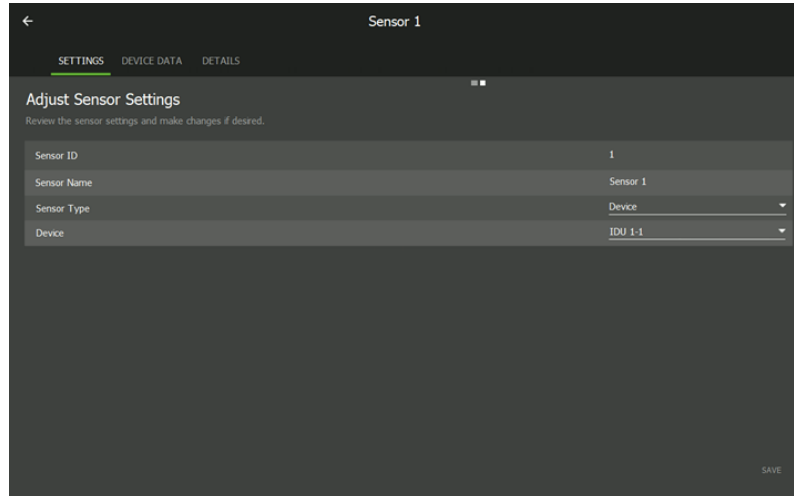 Sensor 1
SETTINGS DEVICE DATA DETAILS
Adjust Sensor Settings
Review the sensor settings and make changes if desired.
Sensor ID 1
Sensor Name Sensor 1
Sensor Type Device
Device IDU 1-1
SAVE